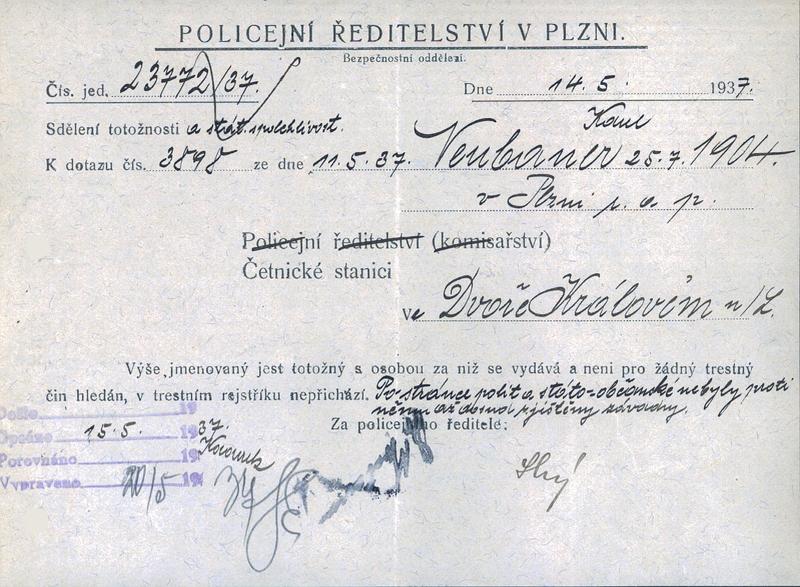 POLICEJNÍ ŘEDITELSTVÍ V PLZNI.
Bezpečnostní oddělení.
Čís. jed. 23772/37. Dne 14.5. 1937.
Sdělení totožnosti a stát. spolehlivost.
Karel
K dotazu čís. 3898 ze dne 11.5.37. Neubauer 25.7.1904.
v Plzni p. a p.
Policejní ředitelství (komisařství)
Četnické stanici
ve Dvoře Královém n/L.
Výše jmenovaný jest totožný s osobou za niž se vydává a neni pro žádný trestný
čin hledán, v trestním rejstříku nepřichází. Po stránce polit. a státo-občanské nebyly proti
němu až dosud zjištěny závady.
Došlo 19
Opsáno 15.5. 1937.
Za policejního ředitele:
Porovnáno 19
Vypraveno 20/5 19